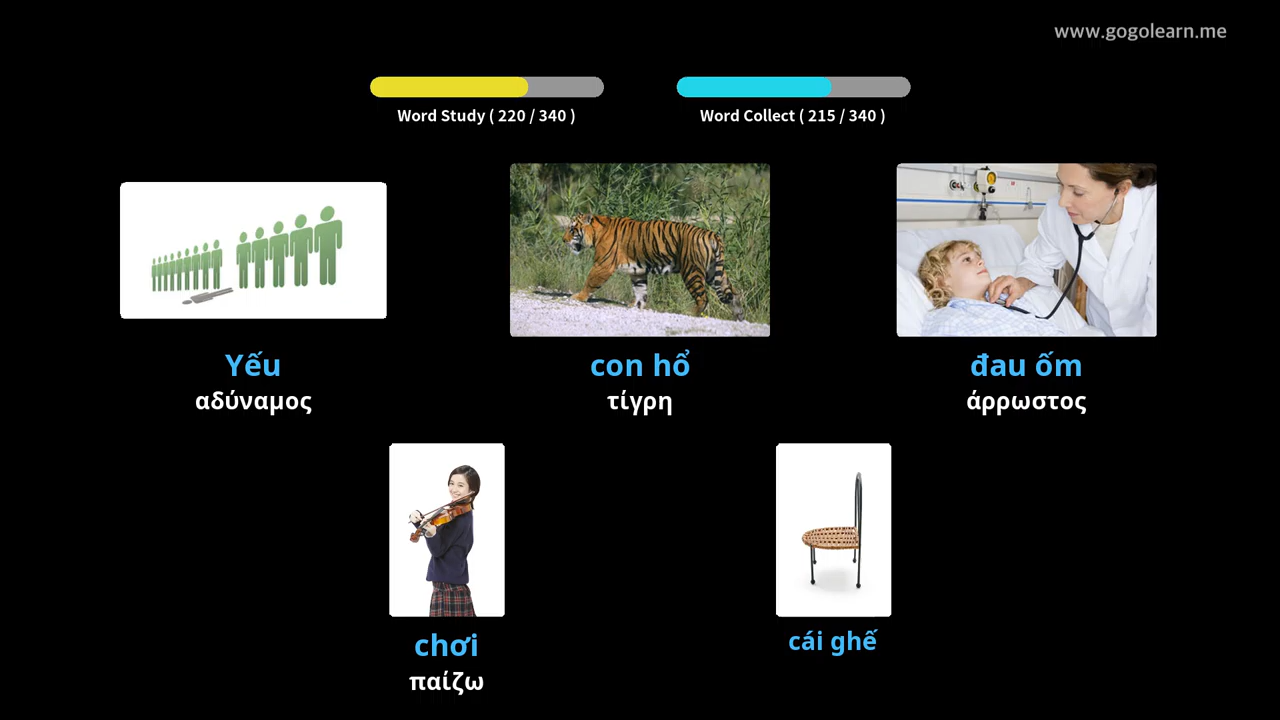 www.gogolearn.me
Word Study ( 220 / 340 )
Word Collect ( 215 / 340 )
Yếu
αδύναμος
con hổ
τίγρη
đau ốm
άρρωστος
chơi
παίζω
cái ghế